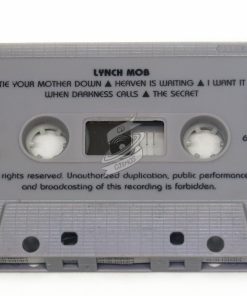 LYNCH MOB
TIE YOUR MOTHER DOWN ▲ HEAVEN IS WAITING ▲ I WANT IT
WHEN DARKNESS CALLS ▲ THE SECRET
rights reserved. Unauthorized duplication, public performance
and broadcasting of this recording is forbidden.